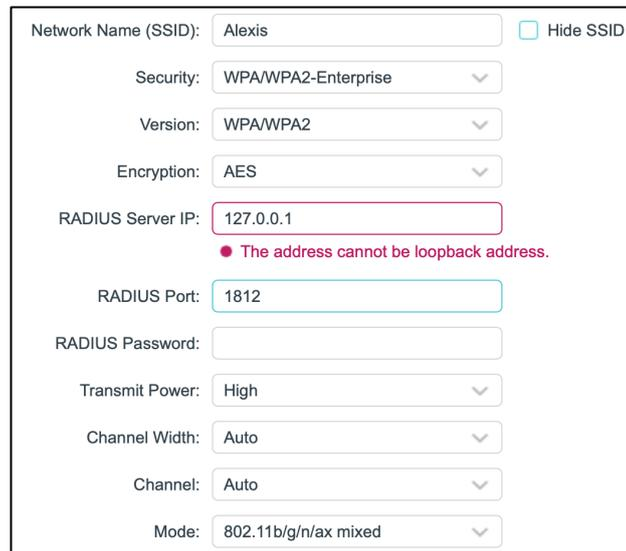 Network Name (SSID): Alexis Hide SSID
Security: WPA/WPA2-Enterprise
Version: WPA/WPA2
Encryption: AES
RADIUS Server IP: 127.0.0.1
The address cannot be loopback address.
RADIUS Port: 1812
RADIUS Password:
Transmit Power: High
Channel Width: Auto
Channel: Auto
Mode: 802.11b/g/n/ax mixed